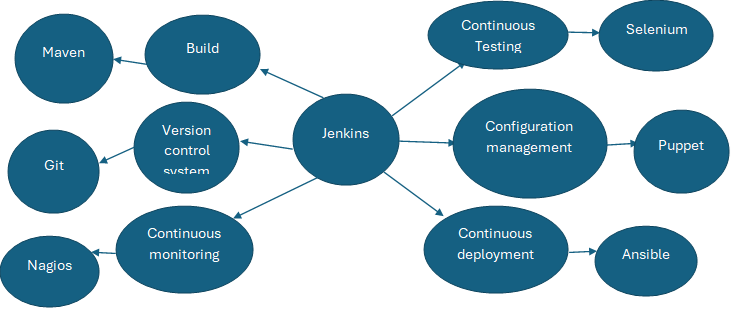 Maven
Build
Continuous
Testing
Selenium
Version
control
system
Jenkins
Configuration
management
Puppet
Git
Continuous
monitoring
Nagios
Continuous
deployment
Ansible